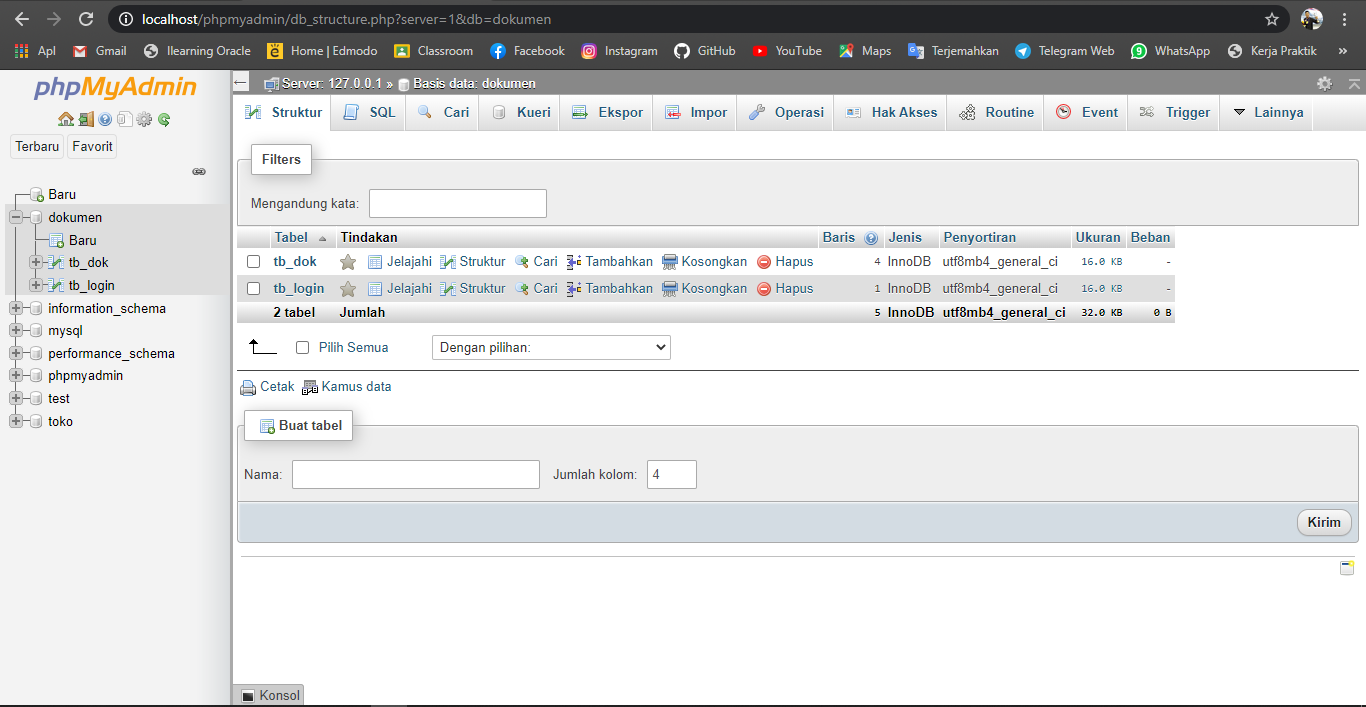 localhost/phpmyadmin/db_structure.php?server=1&db=dokumen
Apl Gmail Ilearning Oracle Home | Edmodo Classroom Facebook Instagram GitHub YouTube Maps Terjemahkan Telegram Web WhatsApp Kerja Praktik »
phpMyAdmin
Terbaru Favorit
Baru
dokumen
Baru
tb_dok
tb_login
information_schema
mysql
performance_schema
phpmyadmin
test
toko
Server: 127.0.0.1 » Basis data: dokumen
Struktur SQL Cari Kueri Ekspor Impor Operasi Hak Akses Routine Event Trigger Lainnya
Filters
Mengandung kata:
Tabel Tindakan Baris Jenis Penyortiran Ukuran Beban
tb_dok Jelajahi Struktur Cari Tambahkan Kosongkan Hapus 4 InnoDB utf8mb4_general_ci 16.0 KB -
tb_login Jelajahi Struktur Cari Tambahkan Kosongkan Hapus 1 InnoDB utf8mb4_general_ci 16.0 KB -
2 tabel Jumlah 5 InnoDB utf8mb4_general_ci 32.0 KB 0 B
Pilih Semua Dengan pilihan:
Cetak Kamus data
Buat tabel
Nama: Jumlah kolom: 4
Kirim
Konsol